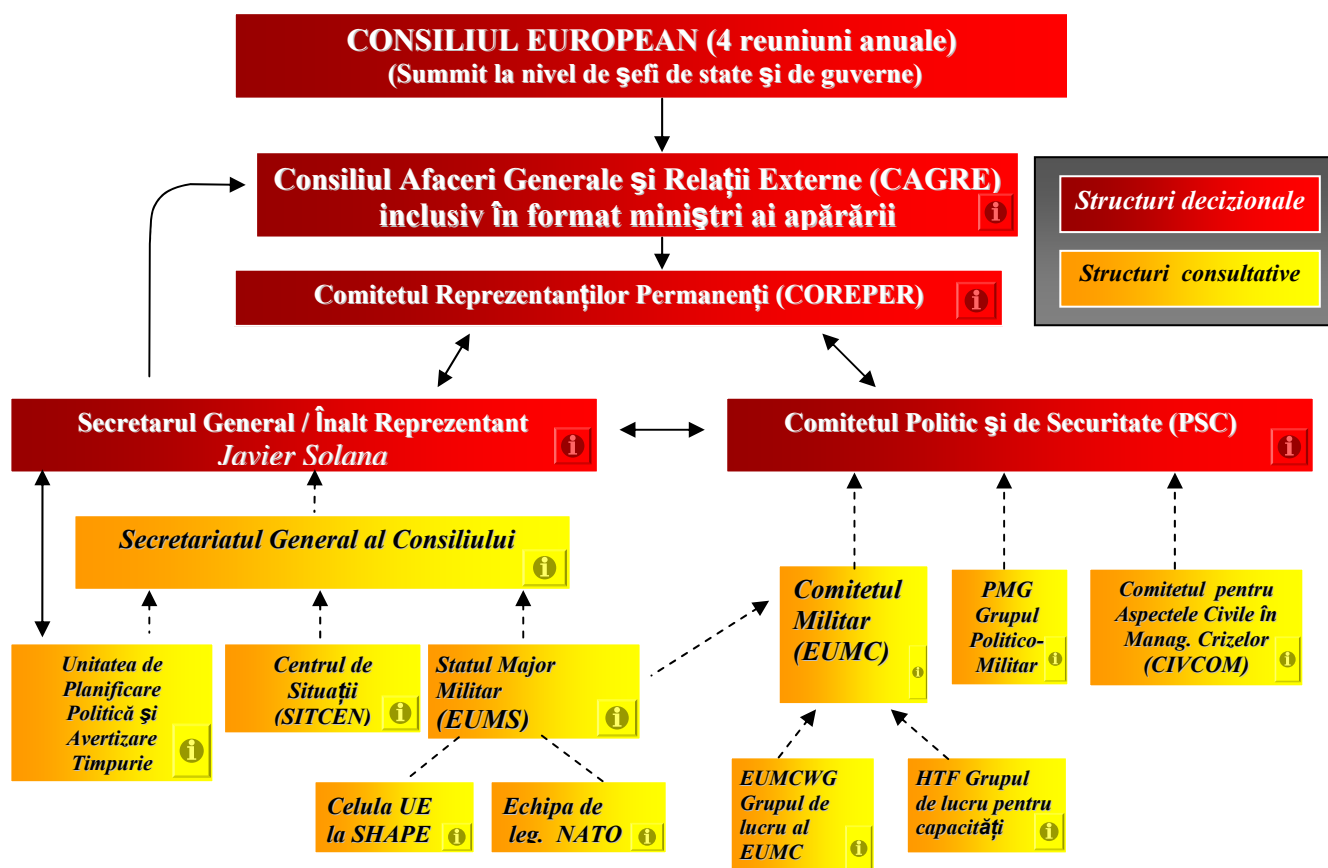 CONSILIUL EUROPEAN (4 reuniuni anuale)
(Summit la nivel de şefi de state şi de guverne)
Consiliul Afaceri Generale şi Relaţii Externe (CAGRE)
inclusiv în format miniştri ai apărării
Structuri decizionale
Structuri consultative
Comitetul Reprezentanţilor Permanenţi (COREPER)
Secretarul General / Înalt Reprezentant
Javier Solana
Comitetul Politic şi de Securitate (PSC)
Secretariatul General al Consiliului
Unitatea de
Planificare
Politică şi
Avertizare
Timpurie
Centrul de
Situaţii
(SITCEN)
Statul Major
Militar
(EUMS)
Comitetul
Militar
(EUMC)
PMG
Grupul
Politico-
Militar
Comitetul pentru
Aspectele Civile în
Manag. Crizelor
(CIVCOM)
Celula UE
la SHAPE
Echipa de
leg. NATO
EUMCWG
Grupul de
lucru al
EUMC
HTF Grupul
de lucru pentru
capacităţi